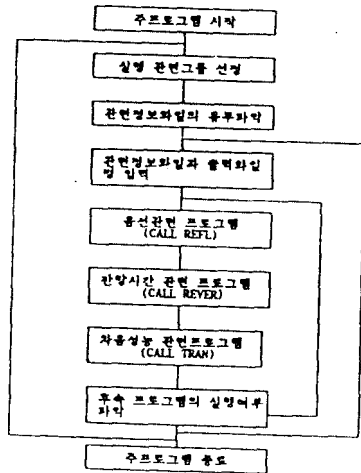 주프로그램 시작
실행 관련그룹 선정
관련정보화일의 유무파악
관련정보화일과 출력화일
명 입력
음선관련 프로그램
(CALL REFL)
잔향시간 관련 프로그램
(CALL REVER)
차음성능 관련프로그램
(CALL TRAN)
후속 프로그램의 실행여부
파악
주프로그램 종료